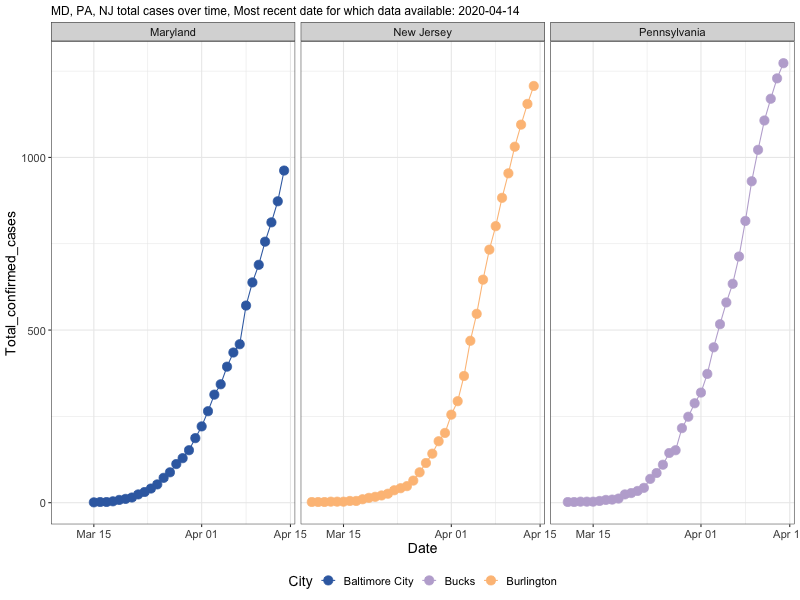 MD, PA, NJ total cases over time, Most recent date for which data available: 2020-04-14
Maryland
New Jersey
Pennsylvania
Total_confirmed_cases
1000
500
0
Mar 15 Apr 01 Apr 15
Mar 15 Apr 01 Apr 15
Mar 15 Apr 01 Apr 1
Date
City Baltimore City Bucks Burlington